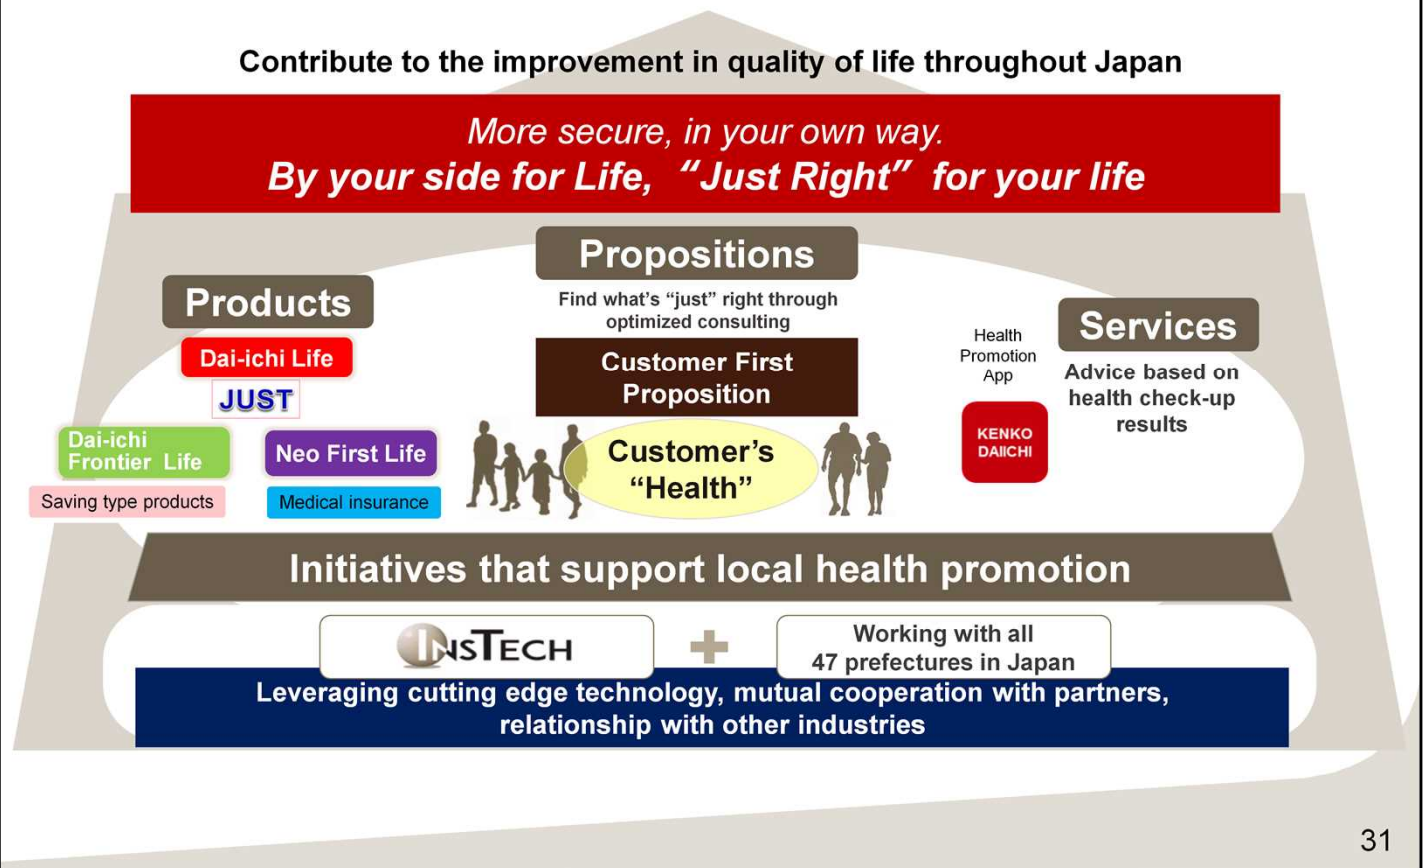 Contribute to the improvement in quality of life throughout Japan
More secure, in your own way.
By your side for Life, “Just Right” for your life
Propositions
Find what’s “just” right through
optimized consulting
Customer First
Proposition
Customer’s
“Health”
Products
Dai-ichi Life
JUST
Dai-ichi
Frontier Life
Saving type products
Neo First Life
Medical insurance
Health
Promotion
App
KENKO
DAIICHI
Services
Advice based on
health check-up
results
Initiatives that support local health promotion
INSTECH
Working with all
47 prefectures in Japan
Leveraging cutting edge technology, mutual cooperation with partners,
relationship with other industries
31